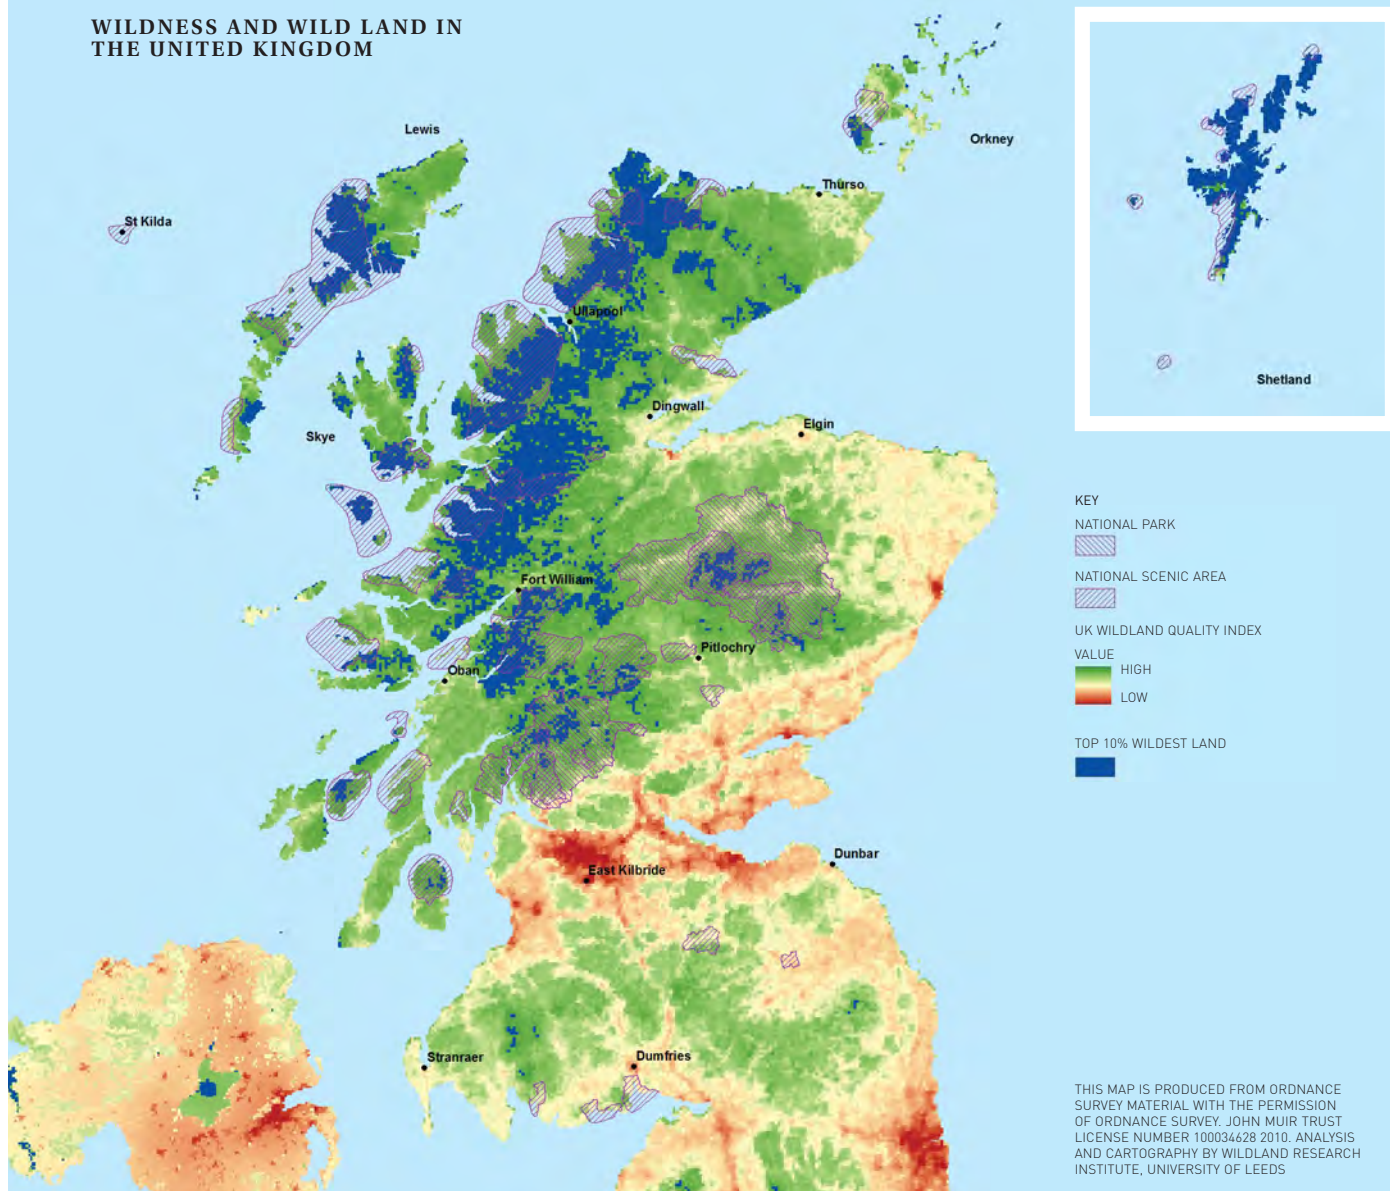 WILDNESS AND WILD LAND IN
THE UNITED KINGDOM
Lewis
Orkney
Thurso
St Kilda
Ullapool
Shetland
Dingwall
Elgin
Skye
Fort William
Pitlochry
Oban
Dunbar
East Kilbride
Stranraer
Dumfries
KEY
NATIONAL PARK
NATIONAL SCENIC AREA
UK WILDLAND QUALITY INDEX
VALUE
HIGH
LOW
TOP 10% WILDEST LAND
THIS MAP IS PRODUCED FROM ORDNANCE
SURVEY MATERIAL WITH THE PERMISSION
OF ORDNANCE SURVEY. JOHN MUIR TRUST
LICENSE NUMBER 100034628 2010. ANALYSIS
AND CARTOGRAPHY BY WILDLAND RESEARCH
INSTITUTE, UNIVERSITY OF LEEDS